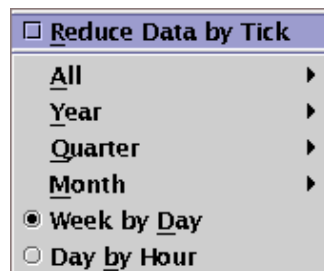 Reduce Data by Tick
All
Year
Quarter
Month
Week by Day
Day by Hour